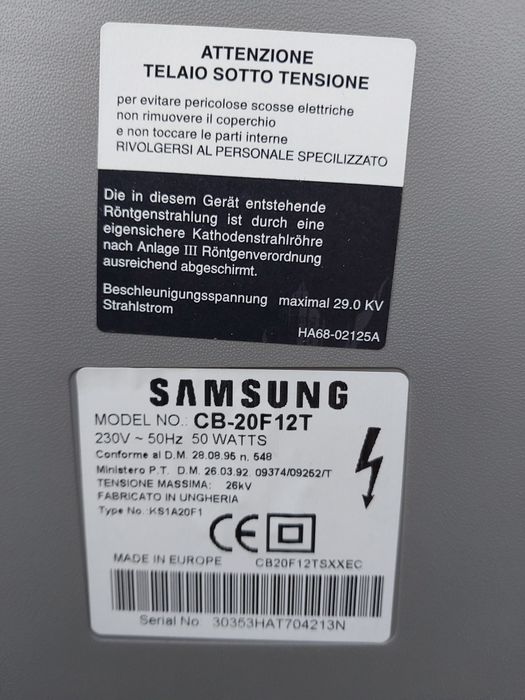 ATTENZIONE
TELAIO SOTTO TENSIONE
per evitare pericolose scosse elettriche
non rimuovere il coperchio
e non toccare le parti interne
RIVOLGERSI AL PERSONALE SPECILIZZATO
Die in diesem Gerät entstehende
Röntgenstrahlung ist durch eine
eigensichere Kathodenstrahlröhre
nach Anlage III Röntgenverordnung
ausreichend abgeschirmt.
Beschleunigungsspannung maximal 29.0 KV
Strahlstrom
HA68-02125A
SAMSUNG
MODEL NO.: CB-20F12T
230V ~ 50Hz 50 WATTS
Conforme al D.M. 28.08.95 n. 548
Ministero P.T. D.M. 26.03.92 09374/09252/T
TENSIONE MASSIMA: 26kV
FABRICATO IN UNGHERIA
Type No.:KS1A20F1
CE
MADE IN EUROPE CB20F12TSXXEC
Serial No 30353HAT704213N